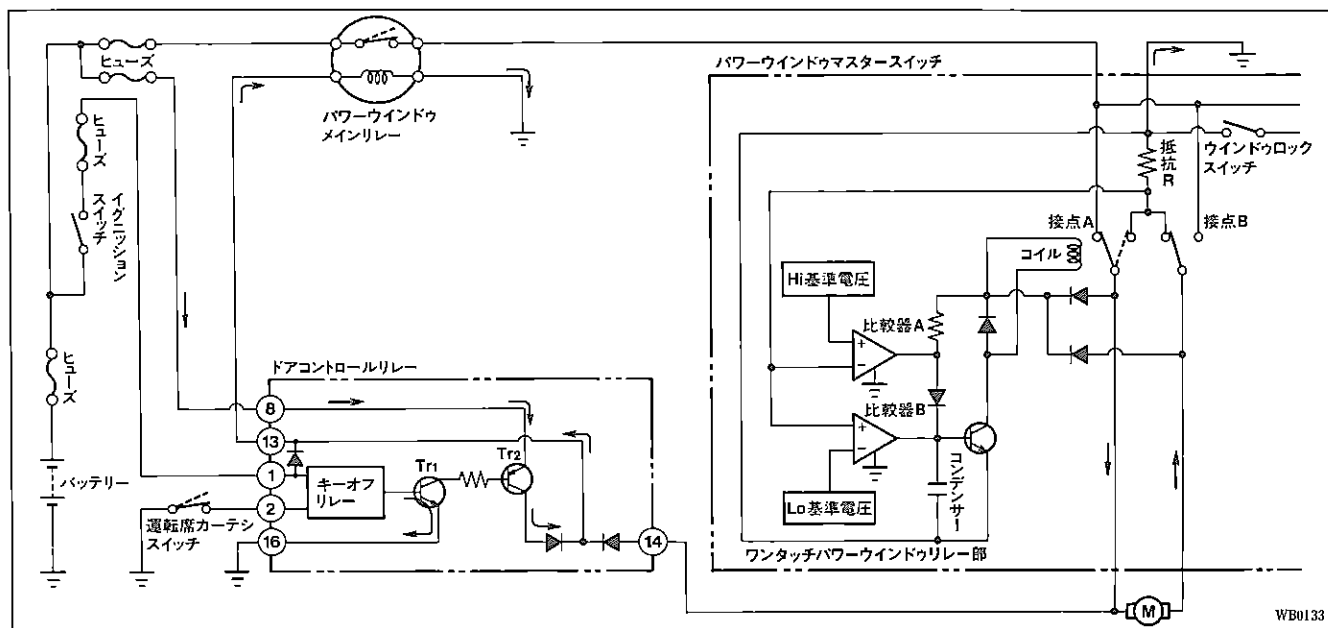 ヒューズ
パワーウインドゥ
メインリレー
パワーウインドゥマスタースイッチ
ヒューズ
イグニッション
スイッチ
抵抗R
ウインドゥロック
スイッチ
接点A
接点B
コイル
Hi基準電圧
比較器A
+
−
ヒューズ
ドアコントロールリレー
8
13
1
2
16
14
Tr1
Tr2
キーオフ
リレー
バッテリー
運転席カーテシ
スイッチ
比較器B
+
−
コンデンサー
Lo基準電圧
ワンタッチパワーウインドゥリレー部
M
WB0133